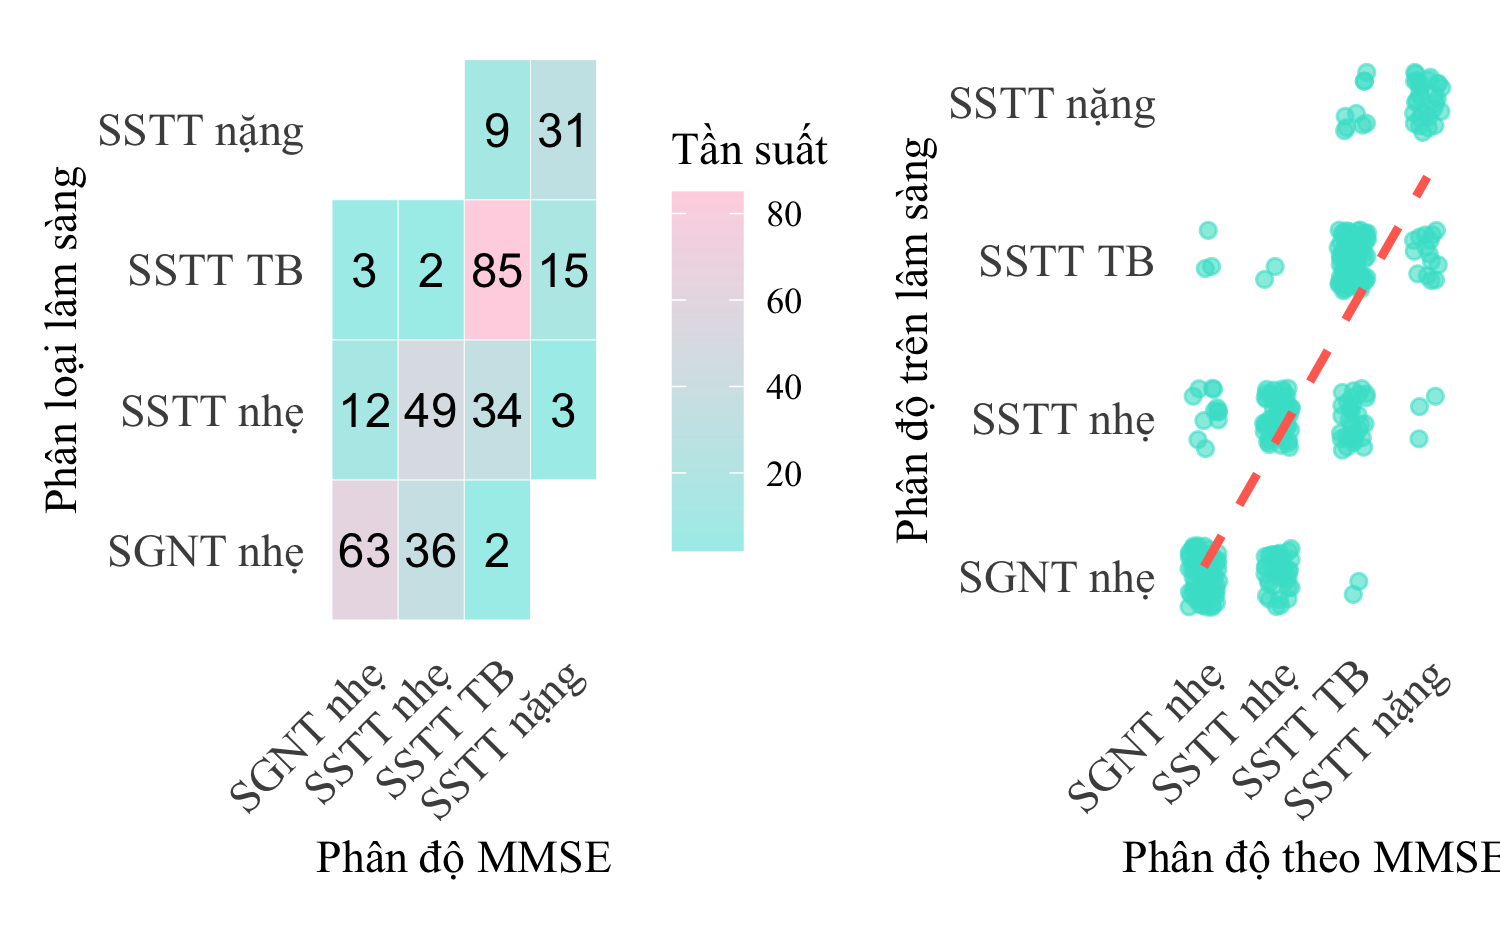 Phân loại lâm sàng
SSTT nặng
SSTT TB
SSTT nhẹ
SGNT nhẹ
9 31
3 2 85 15
12 49 34 3
63 36 2
SGNT nhẹ
SSTT nhẹ
SSTT TB
SSTT nặng
Phân độ MMSE
Tần suất
80
60
40
20
Phân độ trên lâm sàng
SSTT nặng
SSTT TB
SSTT nhẹ
SGNT nhẹ
SGNT nhẹ
SSTT nhẹ
SSTT TB
SSTT nặng
Phân độ theo MMSE